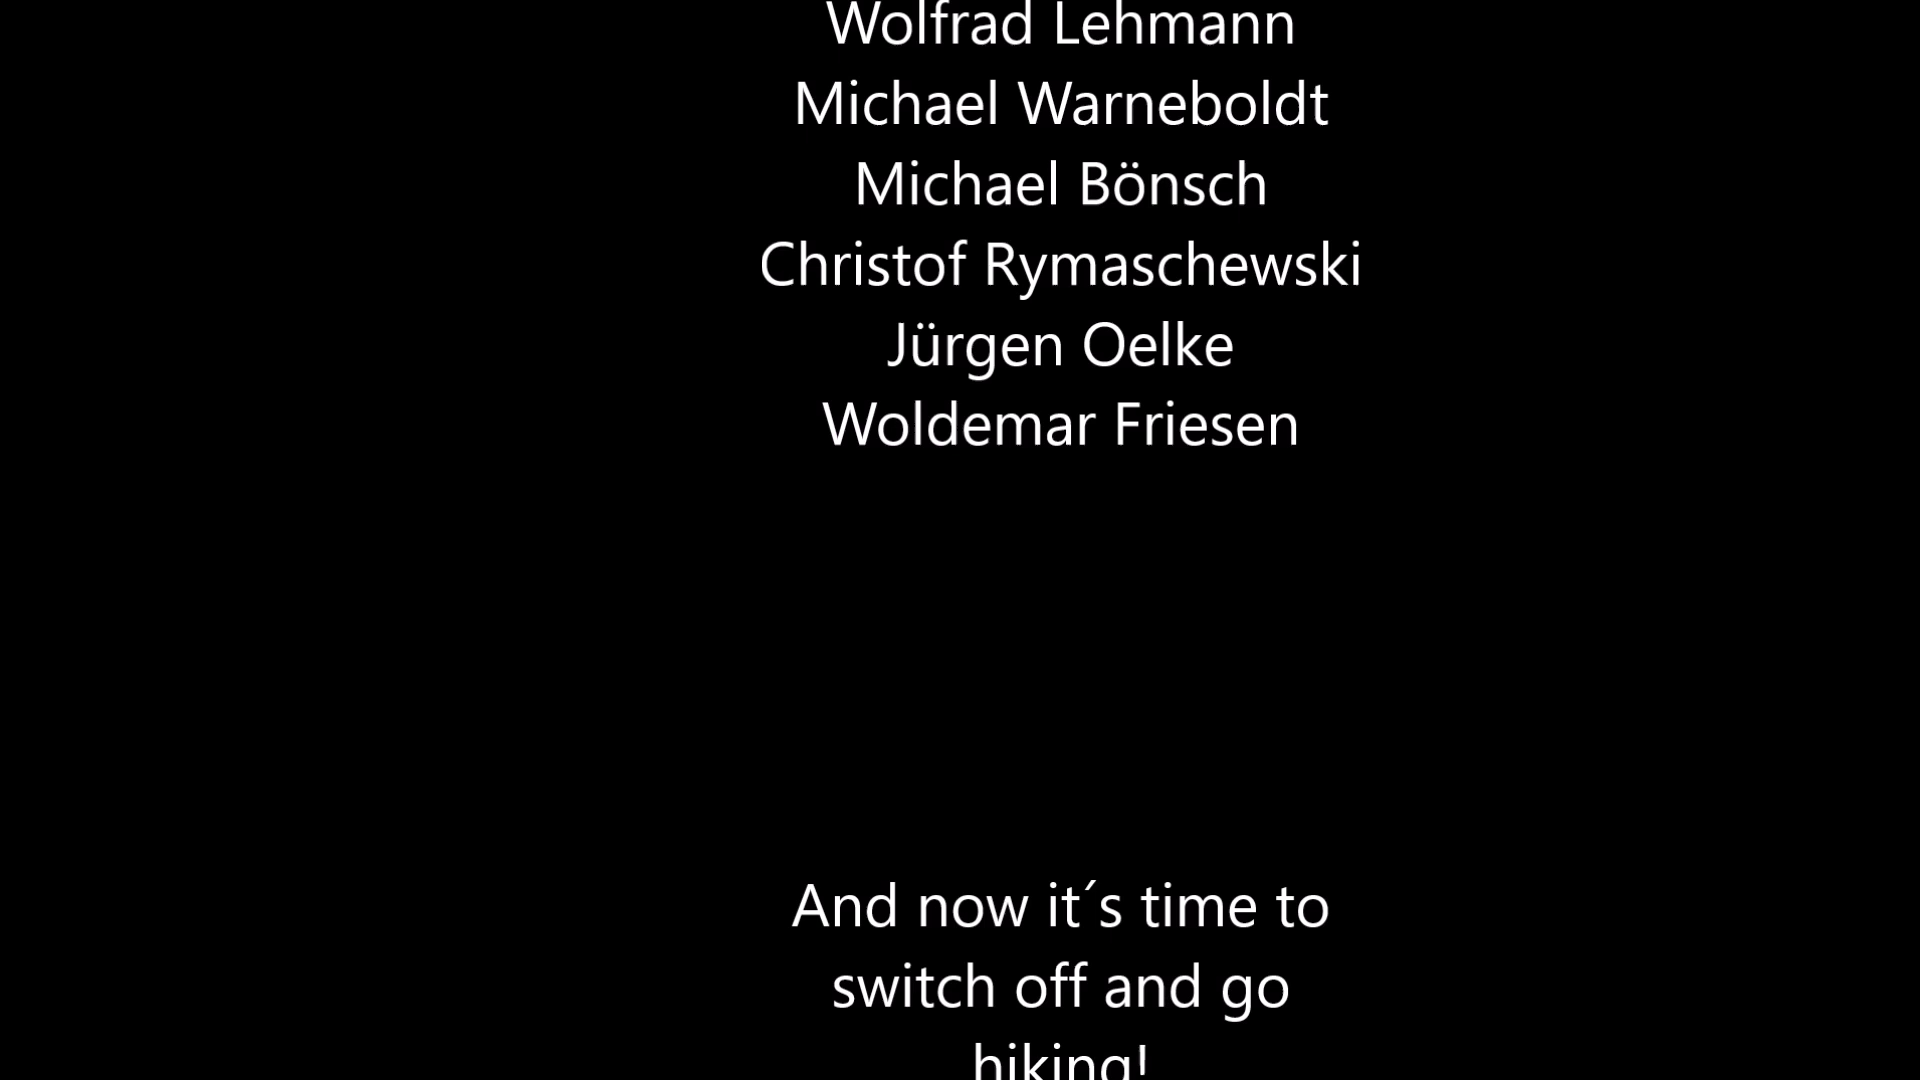 Wolfrad Lehmann
Michael Warneboldt
Michael Bönsch
Christof Rymaschewski
Jürgen Oelke
Woldemar Friesen
And now it´s time to
switch off and go
hiking!